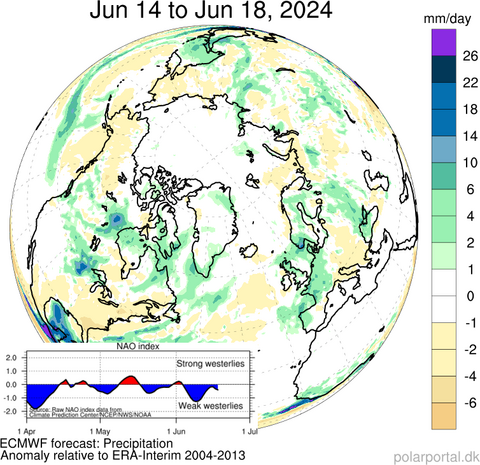 Jun 14 to Jun 18, 2024
mm/day
26
22
18
14
10
6
4
2
1
0
-1
-2
-4
-6
NAO index
2.0
1.0
0.0
-1.0
-2.0
Strong westerlies
Weak westerlies
Source: Raw NAO index data from
Climate Prediction Center/NCEP/NWS/NOAA
1 Apr 1 May 1 Jun 1 Jul
ECMWF forecast: Precipitation
Anomaly relative to ERA-Interim 2004-2013
polarportal.dk